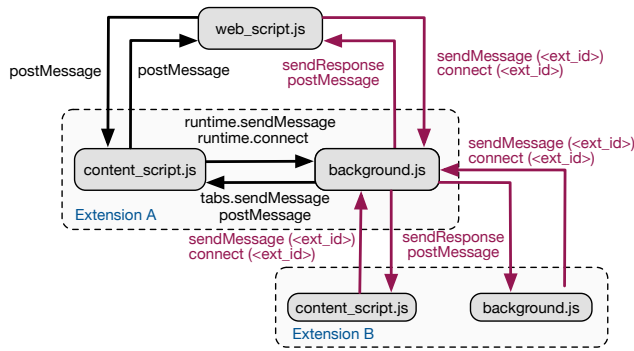 web_script.js
postMessage
postMessage
sendResponse
postMessage
sendMessage (<ext_id>)
connect (<ext_id>)
runtime.sendMessage
runtime.connect
sendMessage (<ext_id>)
connect (<ext_id>)
content_script.js
background.js
tabs.sendMessage
postMessage
Extension A
sendMessage (<ext_id>)
connect (<ext_id>)
sendResponse
postMessage
content_script.js
background.js
Extension B